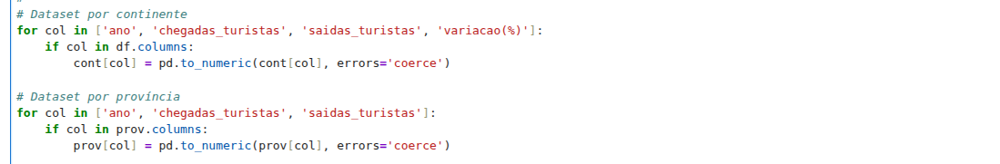 # Dataset por continente
for col in ['ano', 'chegadas_turistas', 'saidas_turistas', 'variacao(%)']:
    if col in df.columns:
        cont[col] = pd.to_numeric(cont[col], errors='coerce')

# Dataset por província
for col in ['ano', 'chegadas_turistas', 'saidas_turistas']:
    if col in prov.columns:
        prov[col] = pd.to_numeric(prov[col], errors='coerce')